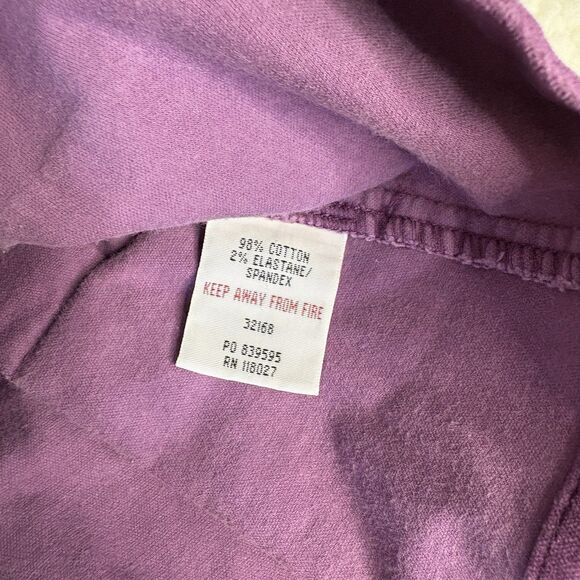 98% COTTON
2% ELASTANE/
SPANDEX
KEEP AWAY FROM FIRE
32168
PO 839595
RN 118027